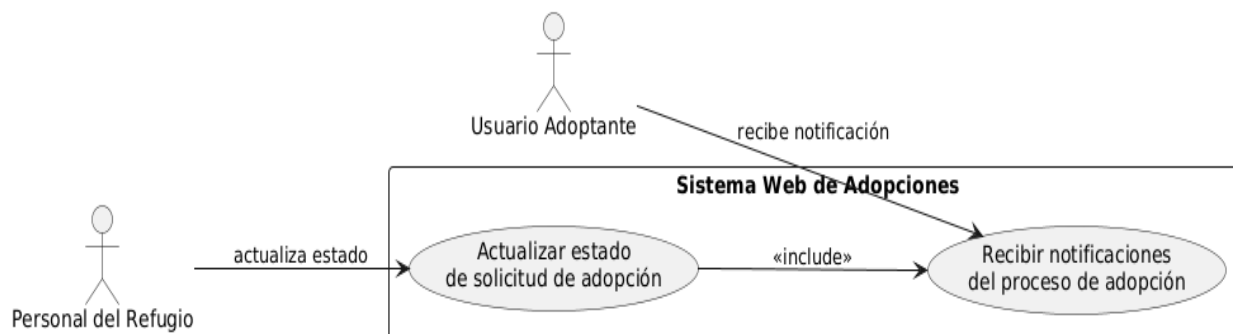 Usuario Adoptante
recibe notificación
Sistema Web de Adopciones
Personal del Refugio
actualiza estado
Actualizar estado
de solicitud de adopción
«include»
Recibir notificaciones
del proceso de adopción